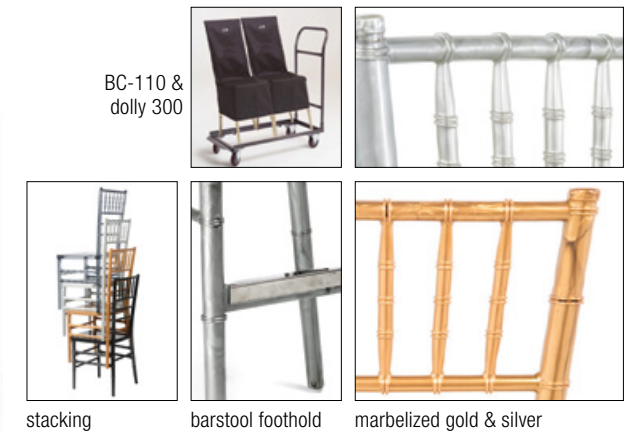 BC-110 &
dolly 300
stacking
barstool foothold
marbelized gold & silver